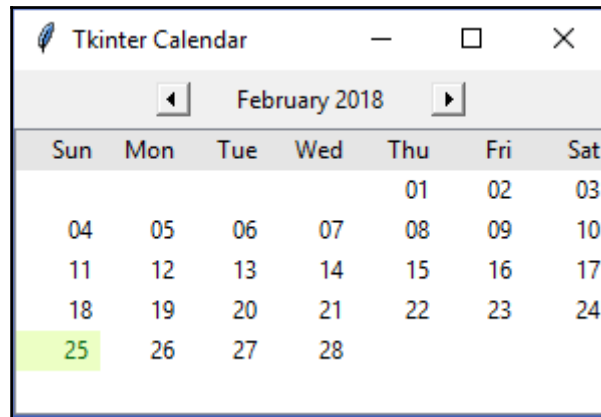 Tkinter Calendar
February 2018
Sun Mon Tue Wed Thu Fri Sat
01 02 03
04 05 06 07 08 09 10
11 12 13 14 15 16 17
18 19 20 21 22 23 24
25 26 27 28